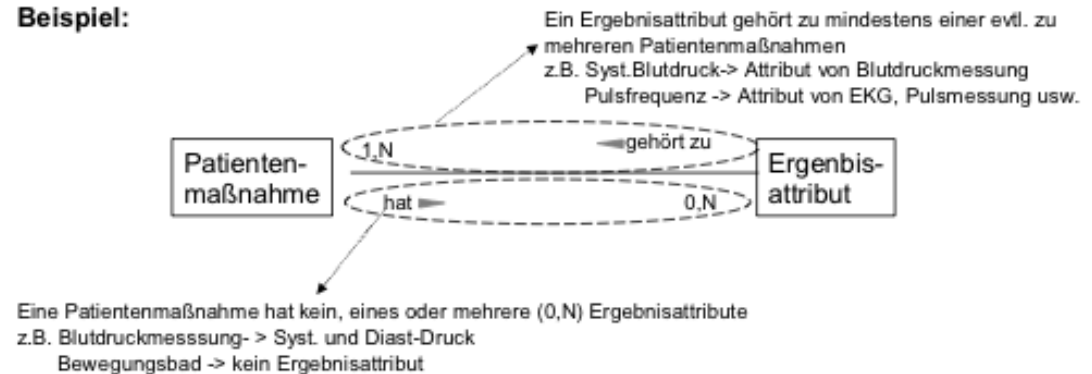 Beispiel:
Ein Ergebnisattribut gehört zu mindestens einer evtl. zu
mehreren Patientenmaßnahmen
z.B. Syst.Blutdruck-> Attribut von Blutdruckmessung
Pulsfrequenz -> Attribut von EKG, Pulsmessung usw.
1,N
gehört zu
Patienten-
maßnahme
Ergenbis-
attribut
hat
0,N
Eine Patientenmaßnahme hat kein, eines oder mehrere (0,N) Ergebnisattribute
z.B. Blutdruckmesssung- > Syst. und Diast-Druck
Bewegungsbad -> kein Ergebnisattribut